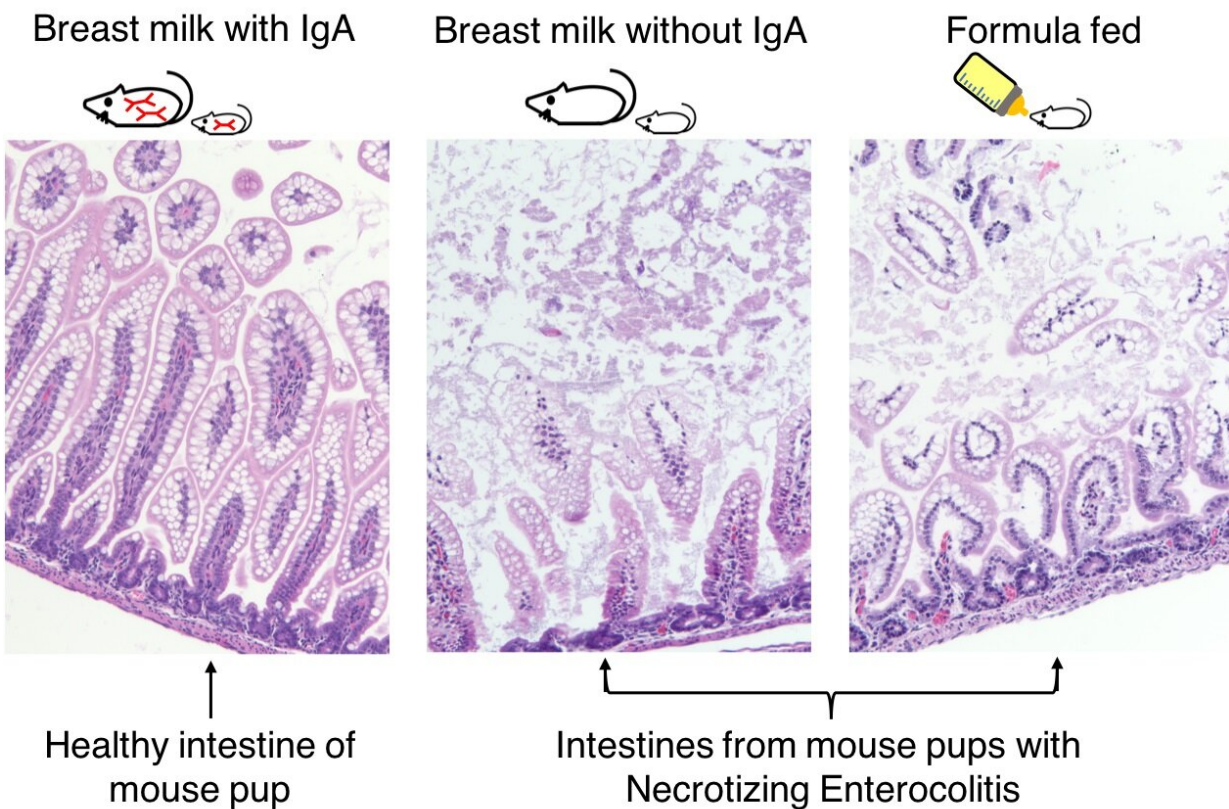 Breast milk with IgA
Breast milk without IgA
Formula fed
Healthy intestine of
mouse pup
Intestines from mouse pups with
Necrotizing Enterocolitis